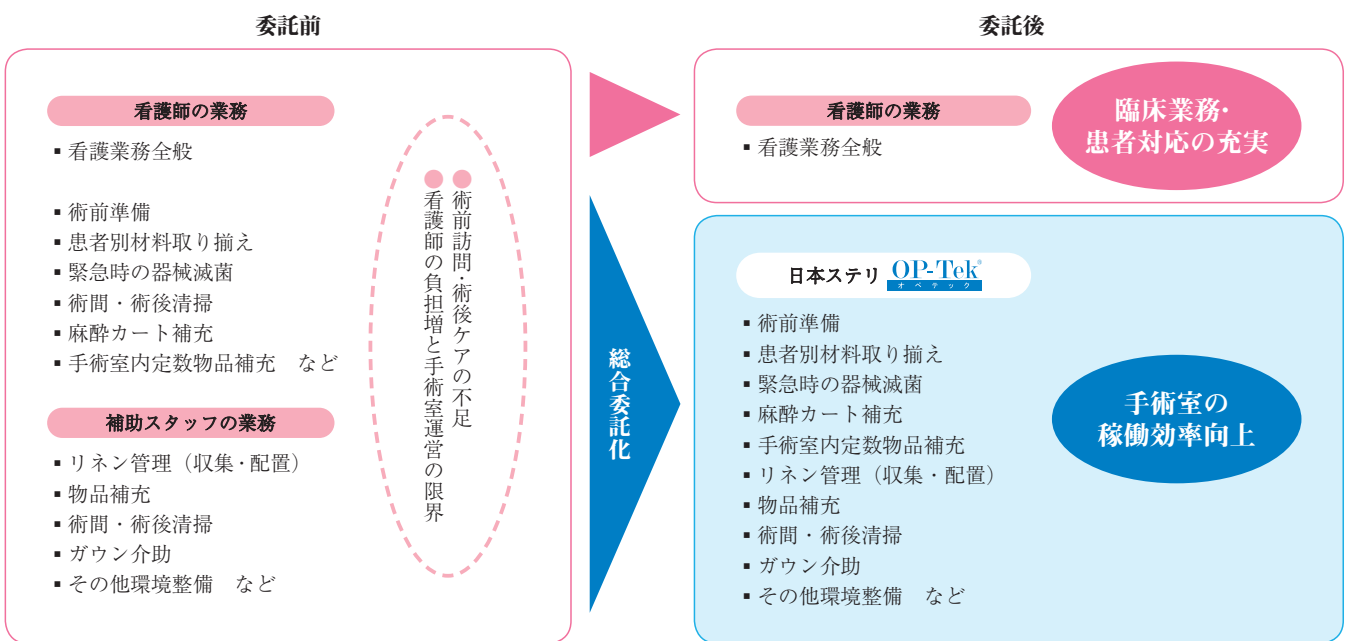 委託前
看護師の業務
▪ 看護業務全般
▪ 術前準備
▪ 患者別材料取り揃え
▪ 緊急時の器械滅菌
▪ 術間・術後清掃
▪ 麻酔カート補充
▪ 手術室内定数物品補充　など
補助スタッフの業務
▪ リネン管理（収集・配置）
▪ 物品補充
▪ 術間・術後清掃
▪ ガウン介助
▪ その他環境整備　など
●術前訪問・術後ケアの不足
●看護師の負担増と手術室運営の限界
総合委託化
委託後
看護師の業務
▪ 看護業務全般
臨床業務・
患者対応の充実
日本ステリ OP-Tek®
オペテック
▪ 術前準備
▪ 患者別材料取り揃え
▪ 緊急時の器械滅菌
▪ 麻酔カート補充
▪ 手術室内定数物品補充
▪ リネン管理（収集・配置）
▪ 物品補充
▪ 術間・術後清掃
▪ ガウン介助
▪ その他環境整備　など
手術室の
稼働効率向上